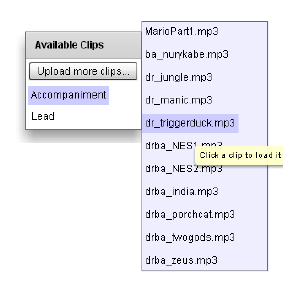 Available Clips
Upload more clips...
Accompaniment
Lead
MarioPart1.mp3
ba_nurykabe.mp3
dr_jungle.mp3
dr_manic.mp3
dr_triggerduck.mp3
drba_NES1.mp3
Click a clip to load it
drba_NES2.mp3
drba_india.mp3
drba_porchcat.mp3
drba_twogods.mp3
drba_zeus.mp3